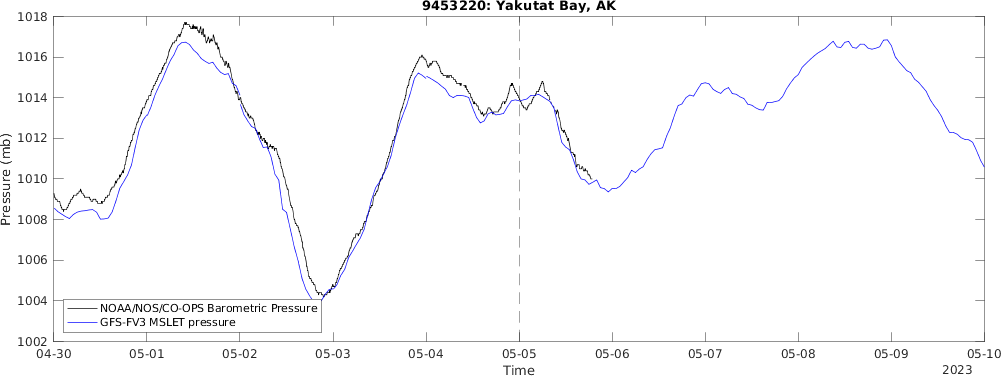 9453220: Yakutat Bay, AK
Pressure (mb)
1018
1016
1014
1012
1010
1008
1006
1004
1002
NOAA/NOS/CO-OPS Barometric Pressure
GFS-FV3 MSLET pressure
04-30 05-01 05-02 05-03 05-04 05-05 05-06 05-07 05-08 05-09 05-10
Time
2023